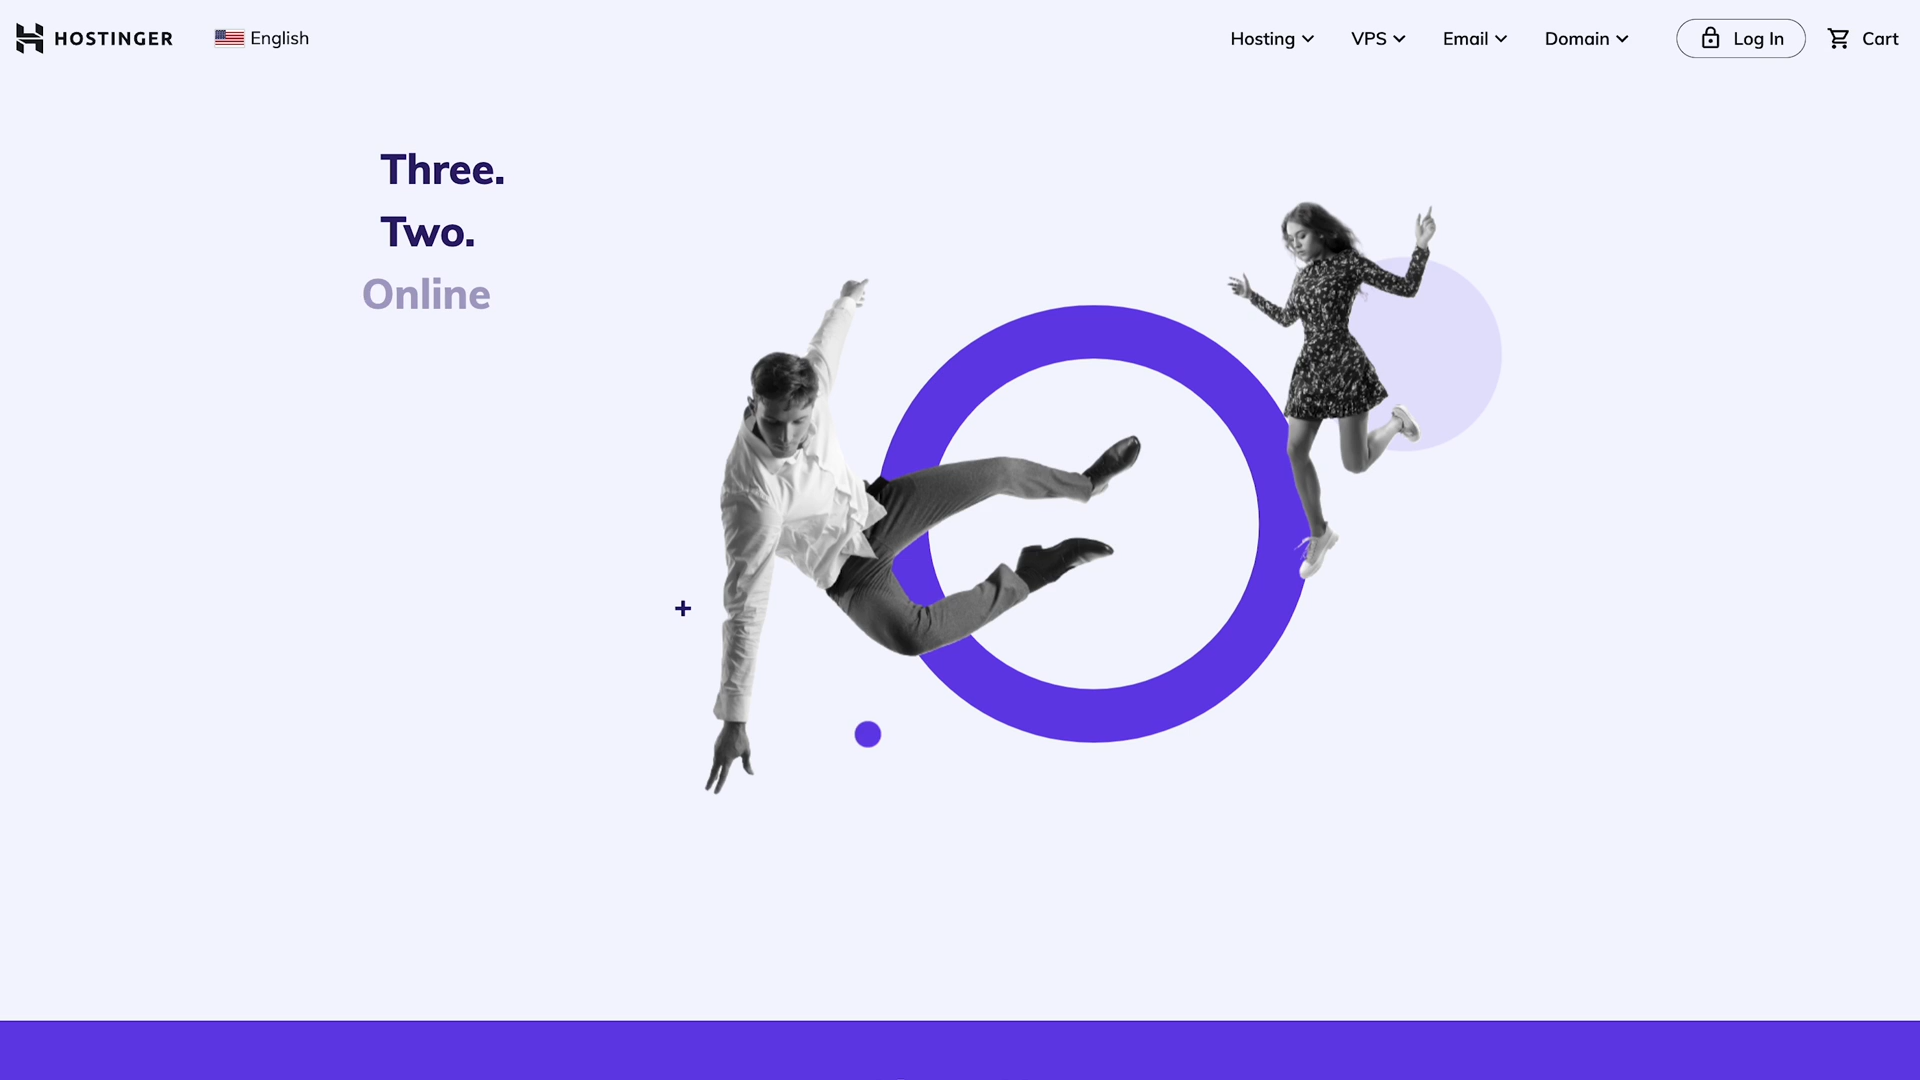 HOSTINGER
English
Hosting
VPS
Email
Domain
Log In
Cart
Three.
Two.
Online